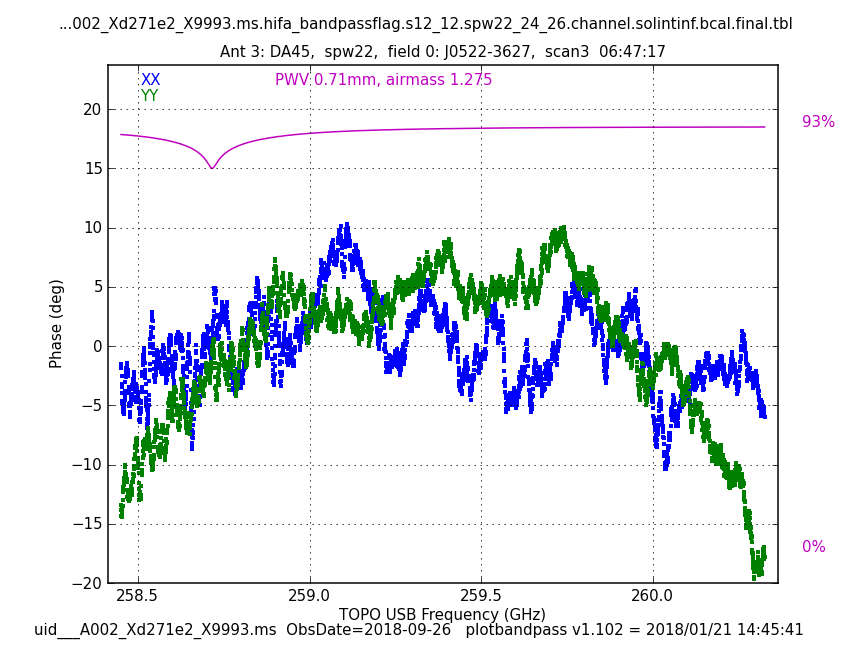 ...002_Xd271e2_X9993.ms.hifa_bandpassflag.s12_12.spw22_24_26.channel.solintinf.bcal.final.tbl
Ant 3: DA45, spw22, field 0: J0522-3627, scan3 06:47:17
XX
PWV 0.71mm, airmass 1.275
YY
93%
0%
20
15
10
5
0
−5
−10
−15
−20
Phase (deg)
258.5 259.0 259.5 260.0
TOPO USB Frequency (GHz)
uid___A002_Xd271e2_X9993.ms ObsDate=2018-09-26 plotbandpass v1.102 = 2018/01/21 14:45:41